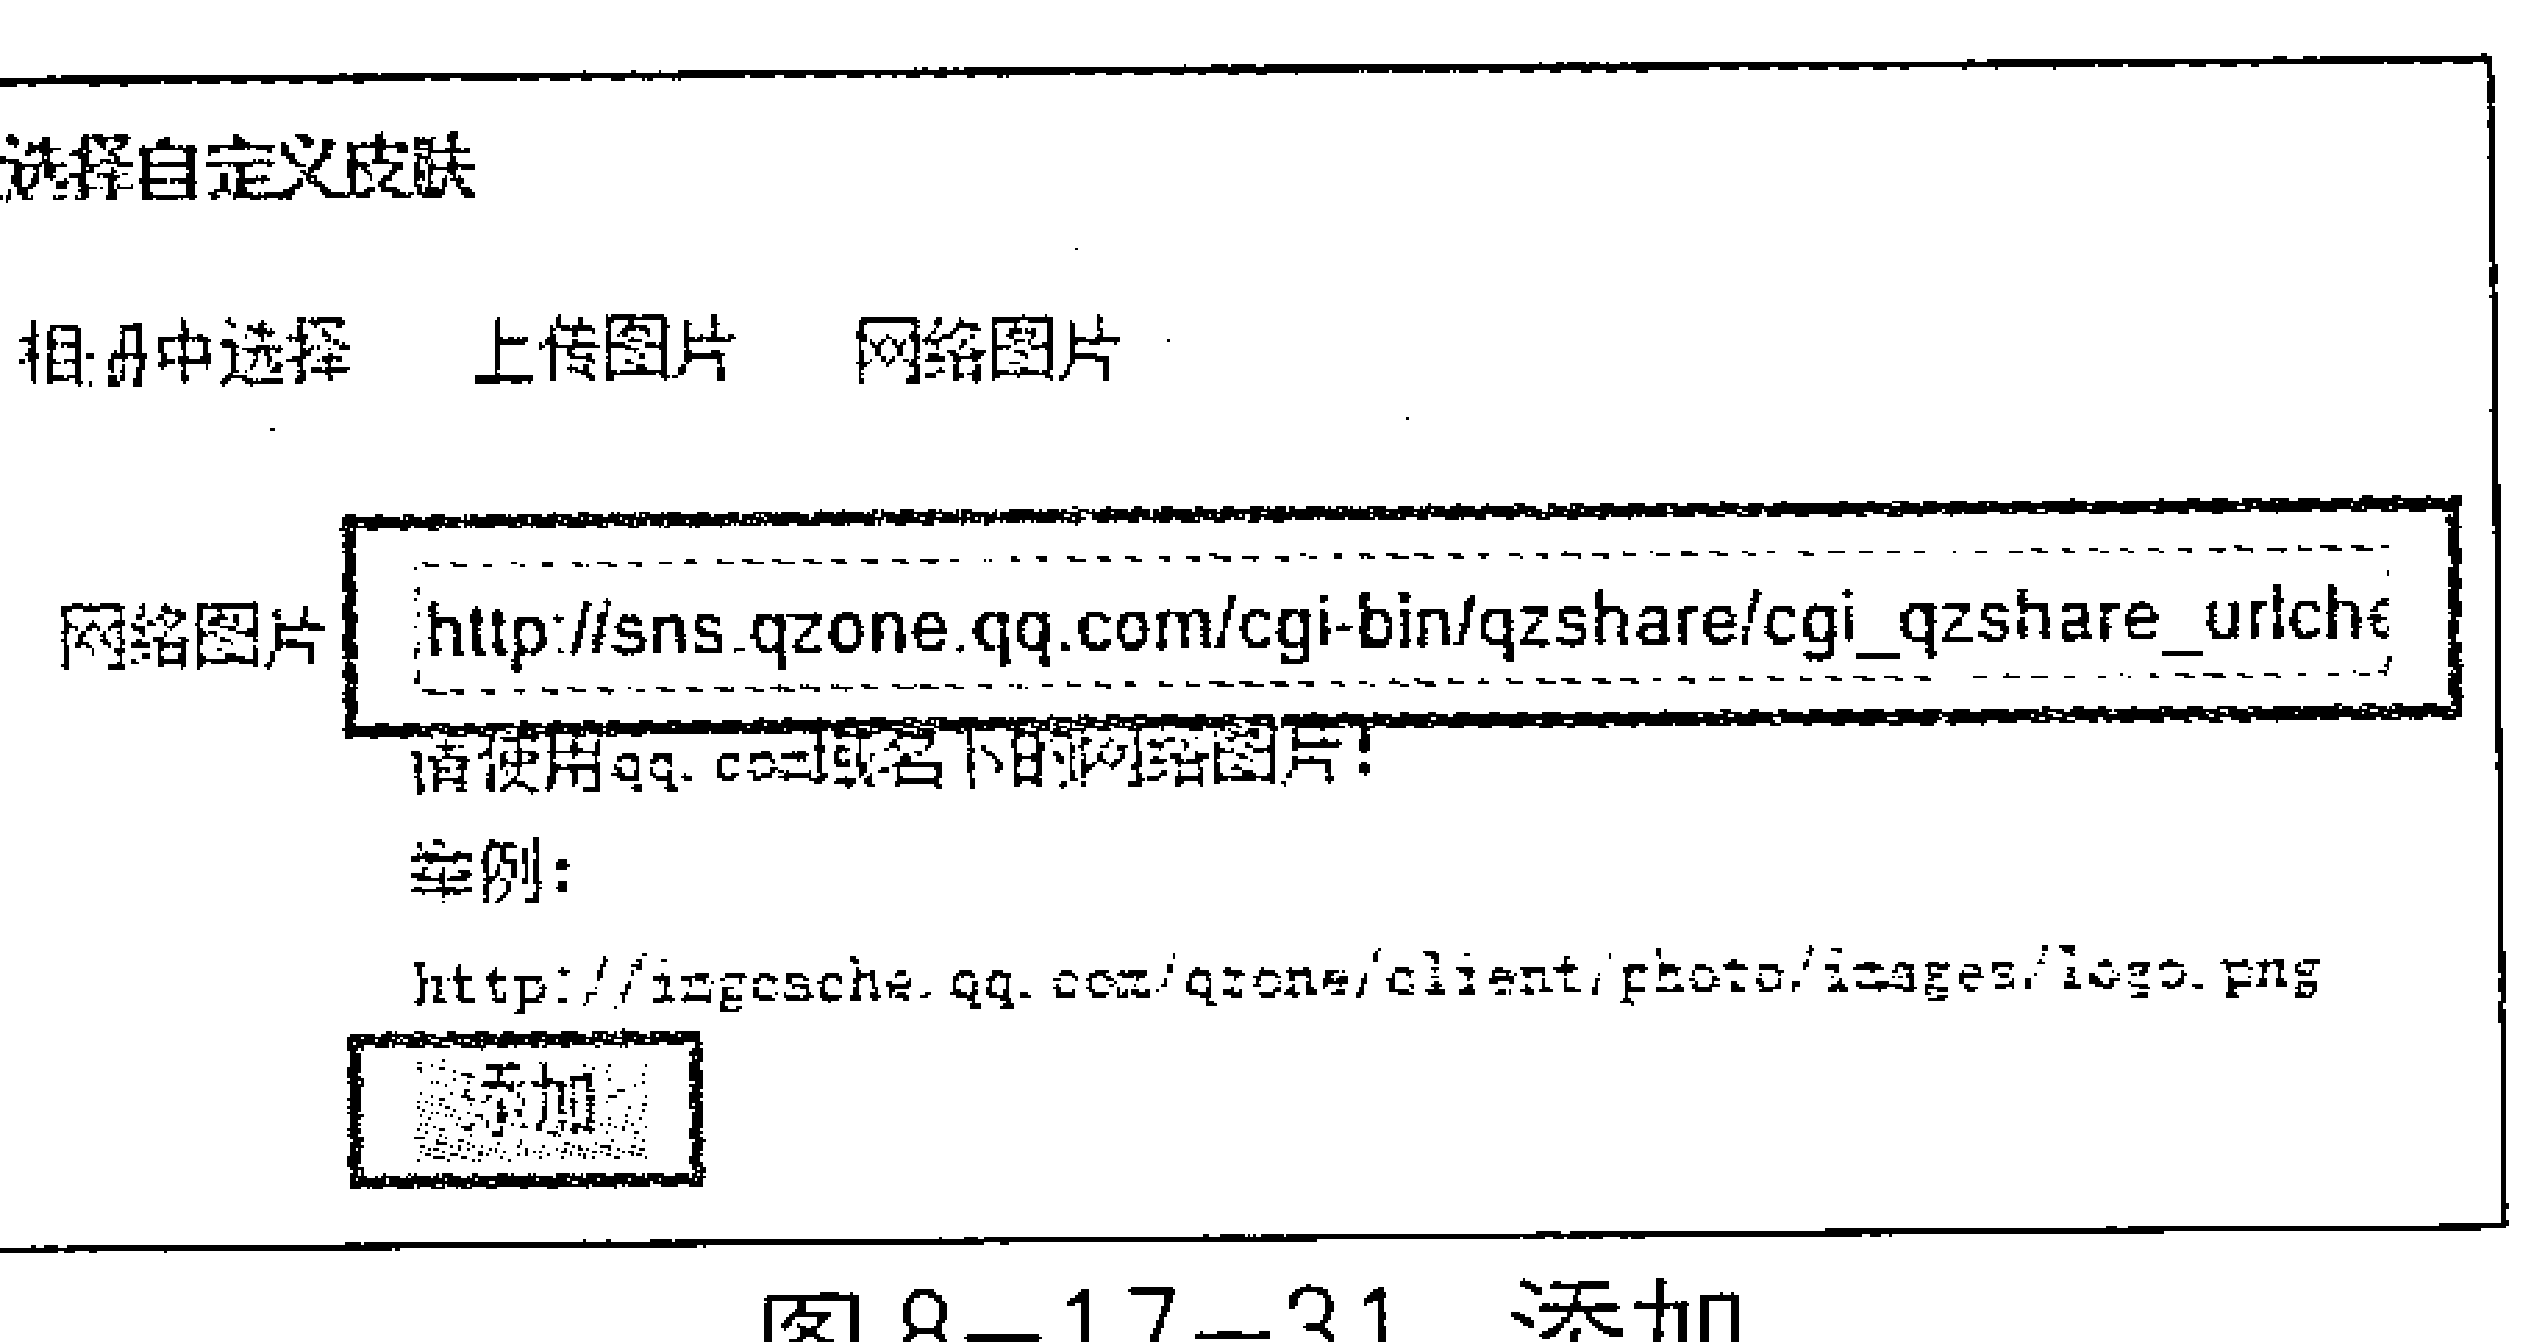 选择自定义皮肤
相册中选择 上传图片 网络图片
网络图片 http://sns.qzone.qq.com/cgi-bin/qzshare/cgi_qzshare_urlche
请使用qq.com域名下的网络图片!
举例:
http://imgcache.qq.com/qzone/client/photo/images/logo.png
添加
图8-17-31 添加